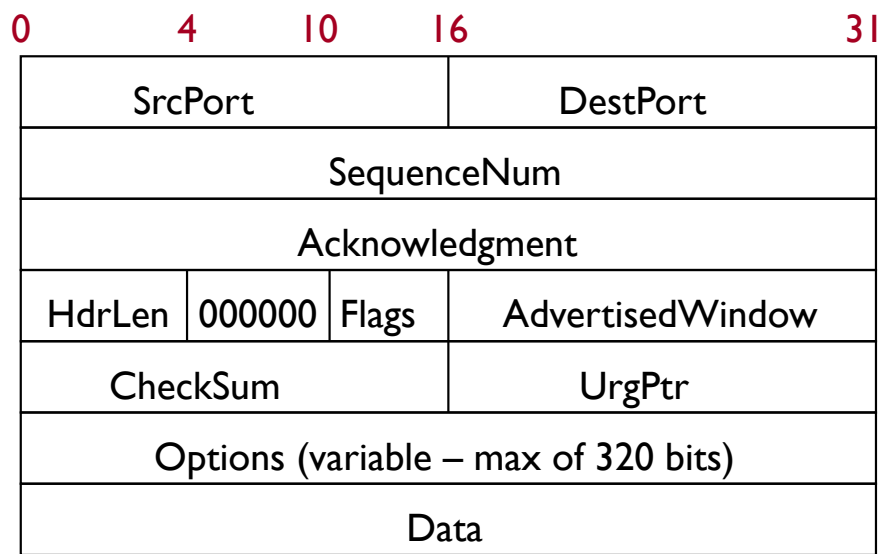 0 4 10 16 31
SrcPort DestPort
SequenceNum
Acknowledgment
HdrLen 000000 Flags AdvertisedWindow
CheckSum UrgPtr
Options (variable – max of 320 bits)
Data